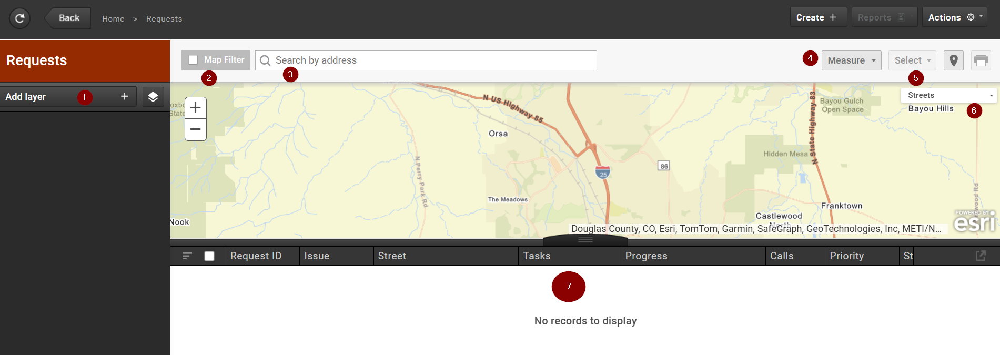 Back
Home > Requests
Create +
Reports
Actions
Requests
Map Filter
Search by address
4
Measure
Select
2
3
5
Add layer
1
+
Streets
6
+
−
N US Highway 85
N State Highway 83
Bayou Gulch
Open Space
Bayou Hills
oxbo
State
Orsa
Hidden Mesa
86
25
N Perry Park Rd
The Meadows
Franktown
Castlewood
North
nwood Rd
Nook
POWERED BY
esri
Douglas County, CO, Esri, TomTom, Garmin, SafeGraph, GeoTechnologies, Inc, METI/N...
Request ID
Issue
Street
Tasks
Progress
Calls
Priority
St
7
No records to display